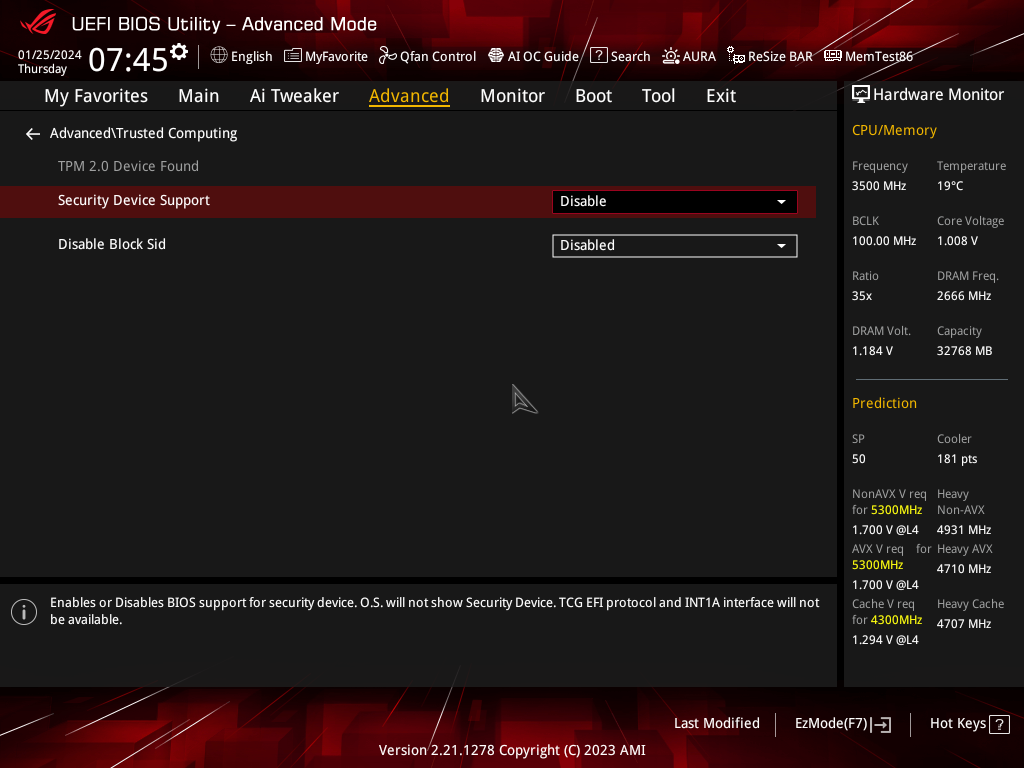 UEFI BIOS Utility – Advanced Mode
01/25/2024
Thursday
07:45
English
MyFavorite
Qfan Control
AI OC Guide
Search
AURA
ReSize BAR
MemTest86
My Favorites
Main
Ai Tweaker
Advanced
Monitor
Boot
Tool
Exit
Advanced\Trusted Computing
TPM 2.0 Device Found
Security Device Support
Disable
Disable Block Sid
Disabled
Enables or Disables BIOS support for security device. O.S. will not show Security Device. TCG EFI protocol and INT1A interface will not
be available.
Hardware Monitor
CPU/Memory
Frequency Temperature
3500 MHz 19°C
BCLK Core Voltage
100.00 MHz 1.008 V
Ratio DRAM Freq.
35x 2666 MHz
DRAM Volt. Capacity
1.184 V 32768 MB
Prediction
SP Cooler
50 181 pts
NonAVX V req Heavy
for 5300MHz Non-AVX
1.700 V @L4 4931 MHz
AVX V req for Heavy AVX
5300MHz 4710 MHz
1.700 V @L4
Cache V req Heavy Cache
for 4300MHz 4707 MHz
1.294 V @L4
Last Modified
EzMode(F7)
Hot Keys ?
Version 2.21.1278 Copyright (C) 2023 AMI